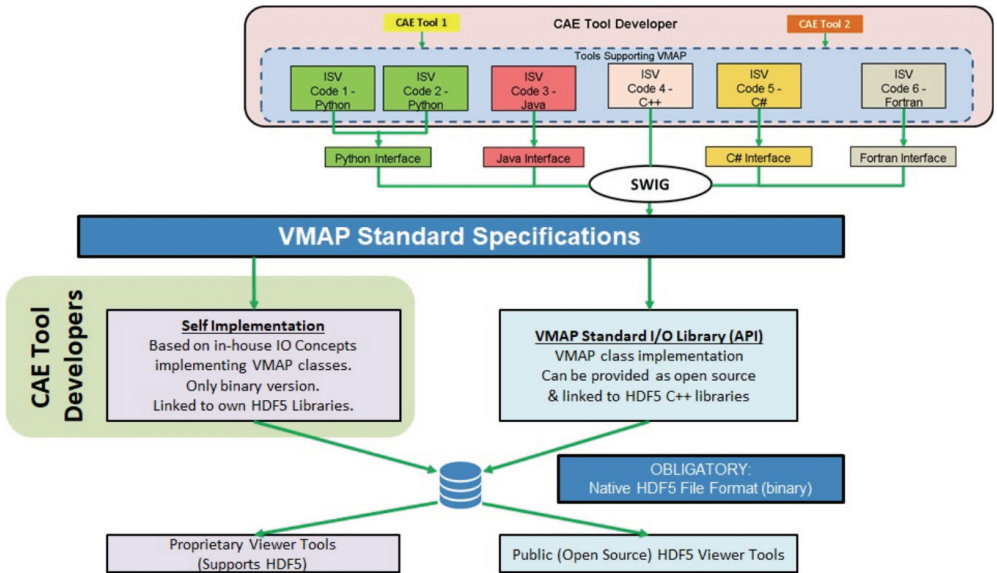 CAE Tool 1
CAE Tool Developer
CAE Tool 2
Tools Supporting VMAP
ISV
Code 1 -
Python
ISV
Code 2 -
Python
ISV
Code 3 -
Java
ISV
Code 4 -
C++
ISV
Code 5 -
C#
ISV
Code 6 -
Fortran
Python Interface
Java Interface
C# Interface
Fortran Interface
SWIG
VMAP Standard Specifications
CAE Tool
Developers
Self Implementation
Based on in-house IO Concepts
implementing VMAP classes.
Only binary version.
Linked to own HDF5 Libraries.
VMAP Standard I/O Library (API)
VMAP class implementation
Can be provided as open source
& linked to HDF5 C++ libraries
OBLIGATORY:
Native HDF5 File Format (binary)
Proprietary Viewer Tools
(Supports HDF5)
Public (Open Source) HDF5 Viewer Tools